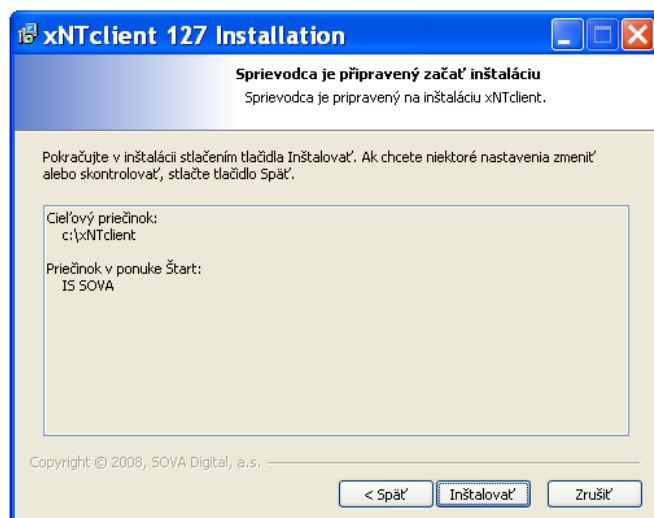 xNTclient 127 Installation
Sprievodca je připravený začať inštaláciu
Sprievodca je pripravený na inštaláciu xNTclient.
Pokračujte v inštalácii stlačením tlačidla Inštalovať. Ak chcete niektoré nastavenia zmeniť
alebo skontrolovať, stlačte tlačidlo Späť.
Cieľový priečinok:
c:\xNTclient
Priečinok v ponuke Štart:
IS SOVA
Copyright © 2008, SOVA Digital, a.s.
< Späť
Inštalovať
Zrušiť